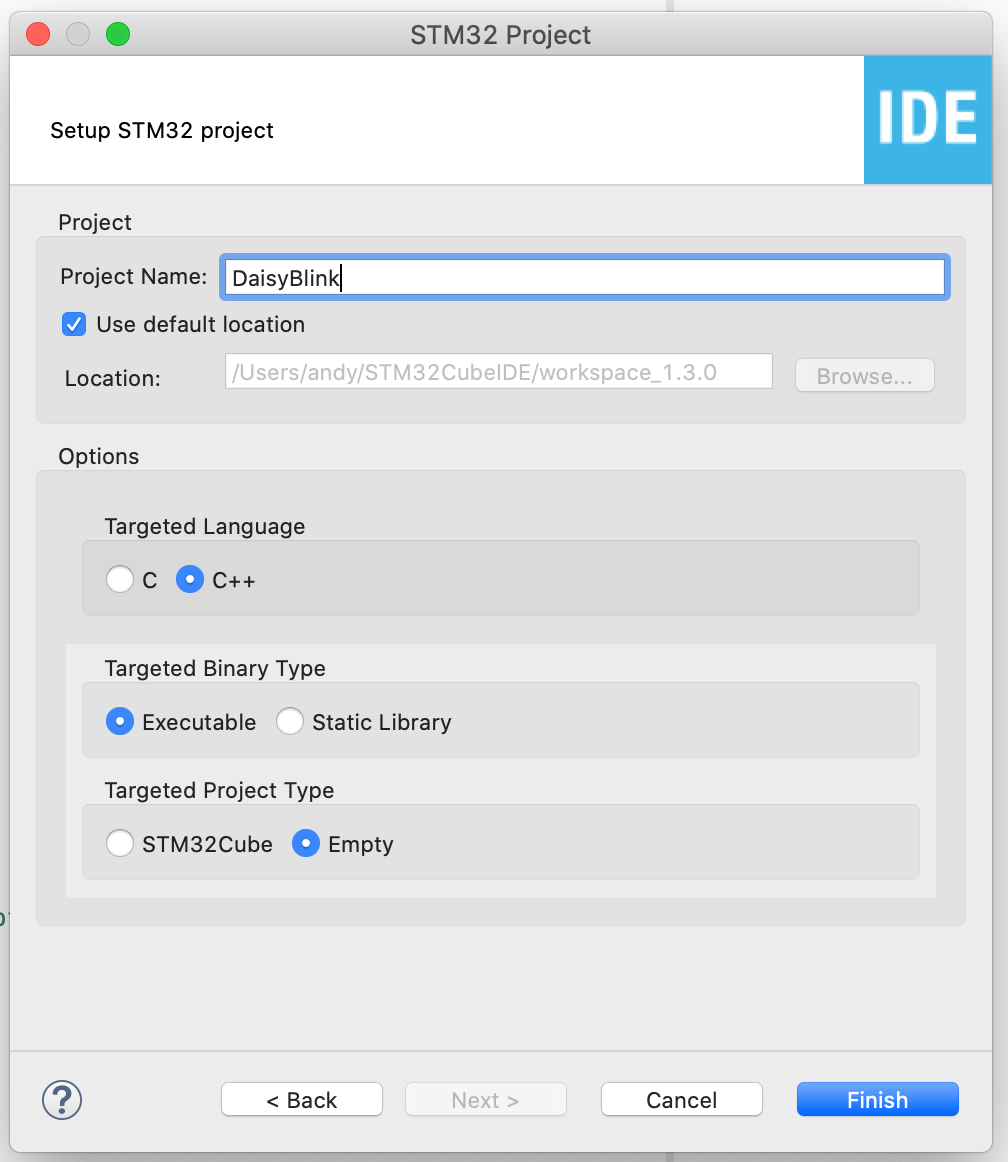 STM32 Project
Setup STM32 project
IDE
Project
Project Name: DaisyBlink
Use default location
Location: /Users/andy/STM32CubeIDE/workspace_1.3.0 Browse...
Options
Targeted Language
C C++
Targeted Binary Type
Executable Static Library
Targeted Project Type
STM32Cube Empty
? < Back Next > Cancel Finish